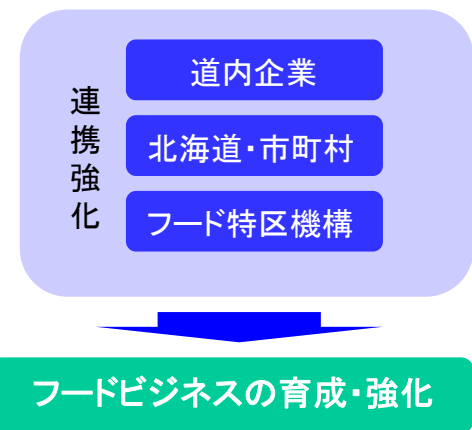 連携強化
道内企業
北海道・市町村
フード特区機構
フードビジネスの育成・強化